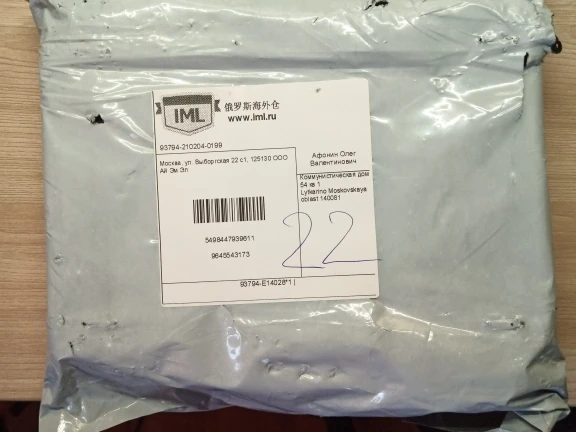 IML
俄罗斯海外仓
www.iml.ru
93794-210204-0199
Москва, ул. Выборгская 22 с1, 125130 ООО
Ай Эм Эл
5498447939611
9645543173
Афонин Олег
Валентинович
Коммунистическая дом
54 кв 1
Lytkarino Moskovskaya
oblast 140081
22
93794-E14028*1|